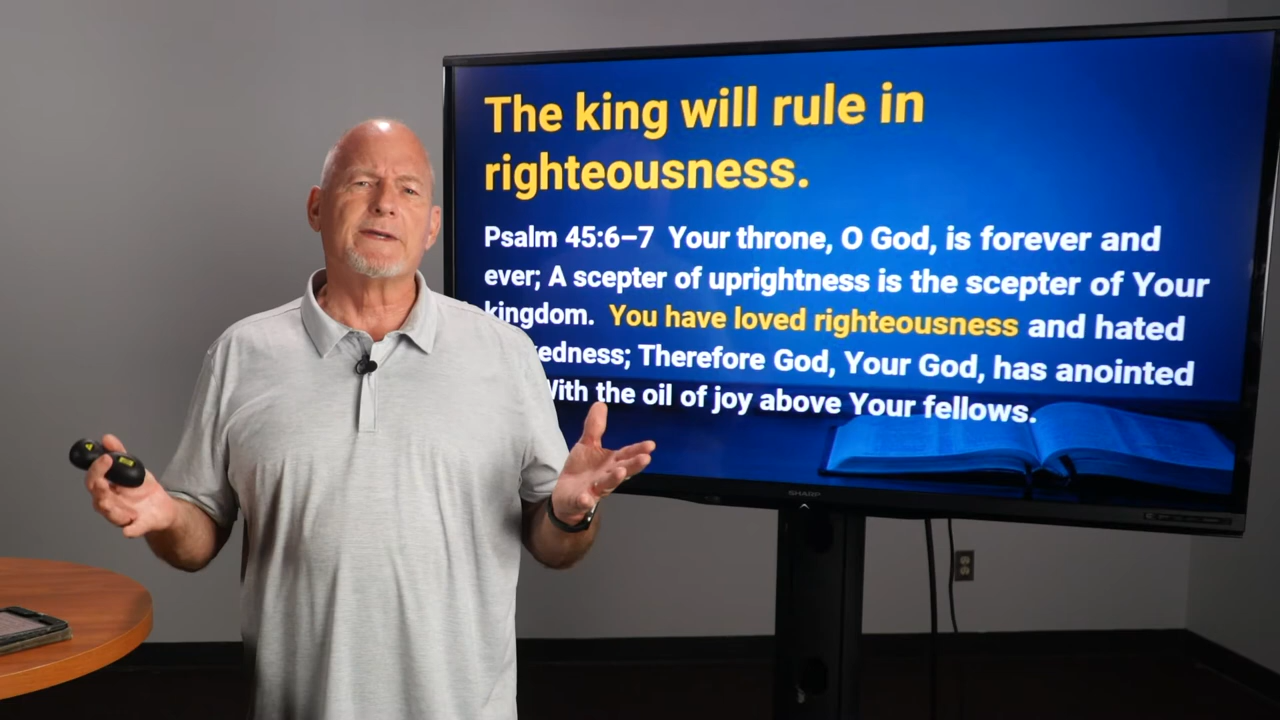 The king will rule in
righteousness.
Psalm 45:6–7 Your throne, O God, is forever and
ever; A scepter of uprightness is the scepter of Your
kingdom. You have loved righteousness and hated
edness; Therefore God, Your God, has anointed
With the oil of joy above Your fellows.
SHARP